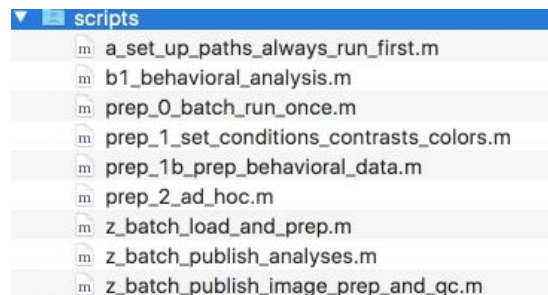 scripts
m a_set_up_paths_always_run_first.m
m b1_behavioral_analysis.m
m prep_0_batch_run_once.m
m prep_1_set_conditions_contrasts_colors.m
m prep_1b_prep_behavioral_data.m
m prep_2_ad_hoc.m
m z_batch_load_and_prep.m
m z_batch_publish_analyses.m
m z_batch_publish_image_prep_and_qc.m